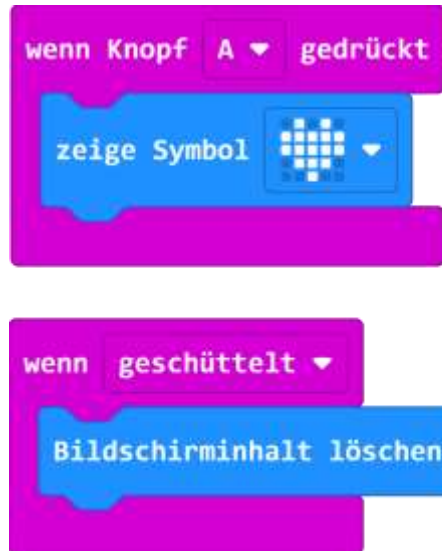 wenn Knopf A gedrückt
zeige Symbol
wenn geschüttelt
Bildschirminhalt löschen